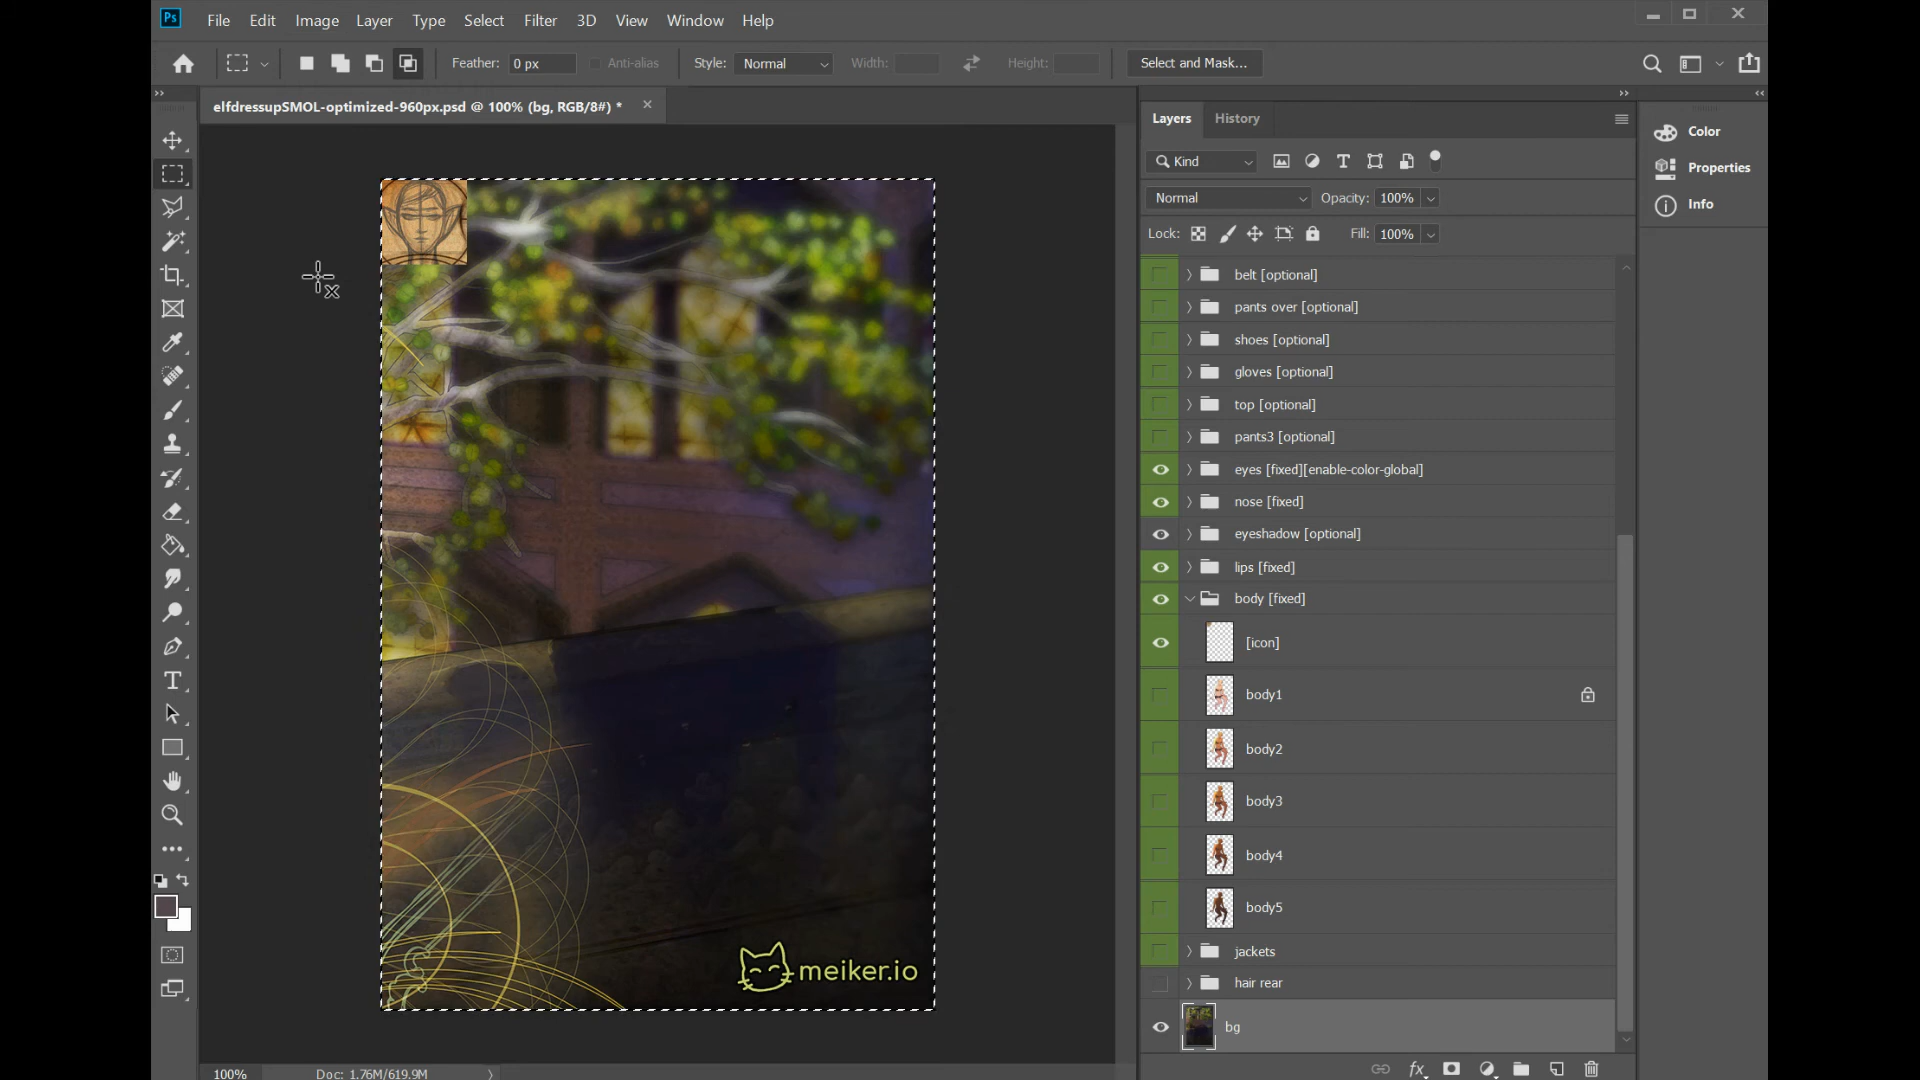 Ps File Edit Image Layer Type Select Filter 3D View Window Help
Feather: 0 px Anti-alias Style: Normal Width: Height: Select and Mask...
elfdressupSMOL-optimized-960px.psd @ 100% (bg, RGB/8#) *
Layers History
Color
Kind
Properties
Normal Opacity: 100%
Info
Lock: Fill: 100%
belt [optional]
pants over [optional]
shoes [optional]
gloves [optional]
top [optional]
pants3 [optional]
eyes [fixed][enable-color-global]
nose [fixed]
eyeshadow [optional]
lips [fixed]
body [fixed]
[icon]
body1
body2
body3
body4
body5
jackets
meiker.io
hair rear
bg
100% Doc: 1.76M/619.9M
fx